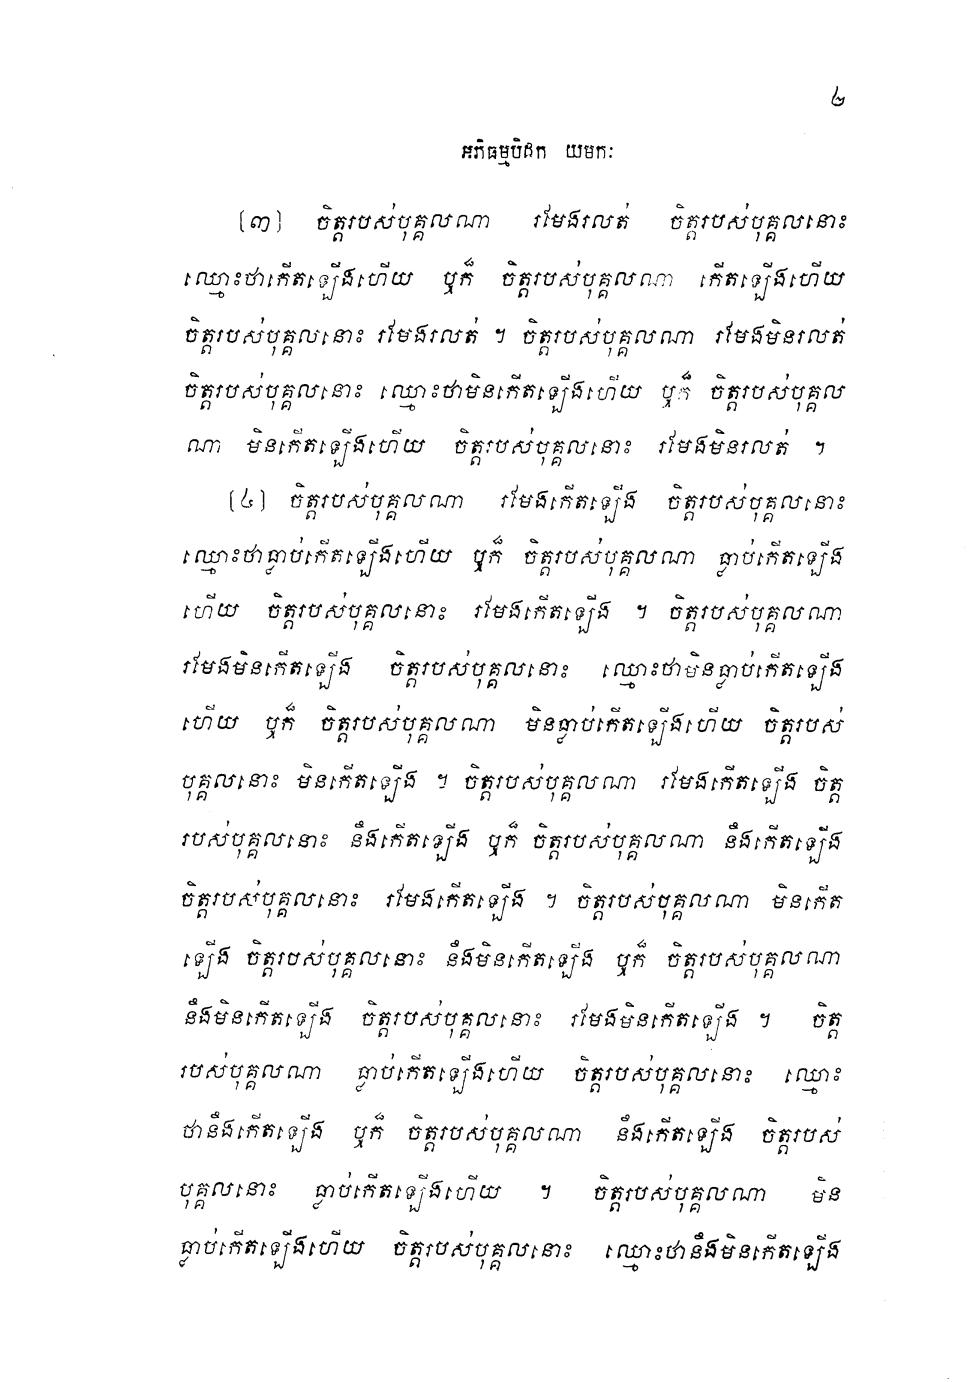 ២
អភិធម្មបិដក យមកៈ
(៣) ចិត្តរបស់បុគ្គលណា រមែងរលត់ ចិត្តរបស់បុគ្គលនោះ
ឈ្មោះថាកើតឡើងហើយ ឬក៏ ចិត្តរបស់បុគ្គលណា កើតឡើងហើយ
ចិត្តរបស់បុគ្គលនោះ រមែងរលត់ ។ ចិត្តរបស់បុគ្គលណា រមែងមិនរលត់
ចិត្តរបស់បុគ្គលនោះ ឈ្មោះថាមិនកើតឡើងហើយ ឬក៏ ចិត្តរបស់បុគ្គល
ណា មិនកើតឡើងហើយ ចិត្តរបស់បុគ្គលនោះ រមែងមិនរលត់ ។
(៤) ចិត្តរបស់បុគ្គលណា រមែងកើតឡើង ចិត្តរបស់បុគ្គលនោះ
ឈ្មោះថាធ្លាប់កើតឡើងហើយ ឬក៏ ចិត្តរបស់បុគ្គលណា ធ្លាប់កើតឡើង
ហើយ ចិត្តរបស់បុគ្គលនោះ រមែងកើតឡើង ។ ចិត្តរបស់បុគ្គលណា
រមែងមិនកើតឡើង ចិត្តរបស់បុគ្គលនោះ ឈ្មោះថាមិនធ្លាប់កើតឡើង
ហើយ ឬក៏ ចិត្តរបស់បុគ្គលណា មិនធ្លាប់កើតឡើងហើយ ចិត្តរបស់
បុគ្គលនោះ មិនកើតឡើង ។ ចិត្តរបស់បុគ្គលណា រមែងកើតឡើង ចិត្ត
របស់បុគ្គលនោះ នឹងកើតឡើង ឬក៏ ចិត្តរបស់បុគ្គលណា នឹងកើតឡើង
ចិត្តរបស់បុគ្គលនោះ រមែងកើតឡើង ។ ចិត្តរបស់បុគ្គលណា មិនកើត
ឡើង ចិត្តរបស់បុគ្គលនោះ នឹងមិនកើតឡើង ឬក៏ ចិត្តរបស់បុគ្គលណា
នឹងមិនកើតឡើង ចិត្តរបស់បុគ្គលនោះ រមែងមិនកើតឡើង ។ ចិត្ត
របស់បុគ្គលណា ធ្លាប់កើតឡើងហើយ ចិត្តរបស់បុគ្គលនោះ ឈ្មោះ
ថានឹងកើតឡើង ឬក៏ ចិត្តរបស់បុគ្គលណា នឹងកើតឡើង ចិត្តរបស់
បុគ្គលនោះ ធ្លាប់កើតឡើងហើយ ។ ចិត្តរបស់បុគ្គលណា មិន
ធ្លាប់កើតឡើងហើយ ចិត្តរបស់បុគ្គលនោះ ឈ្មោះថានឹងមិនកើតឡើង